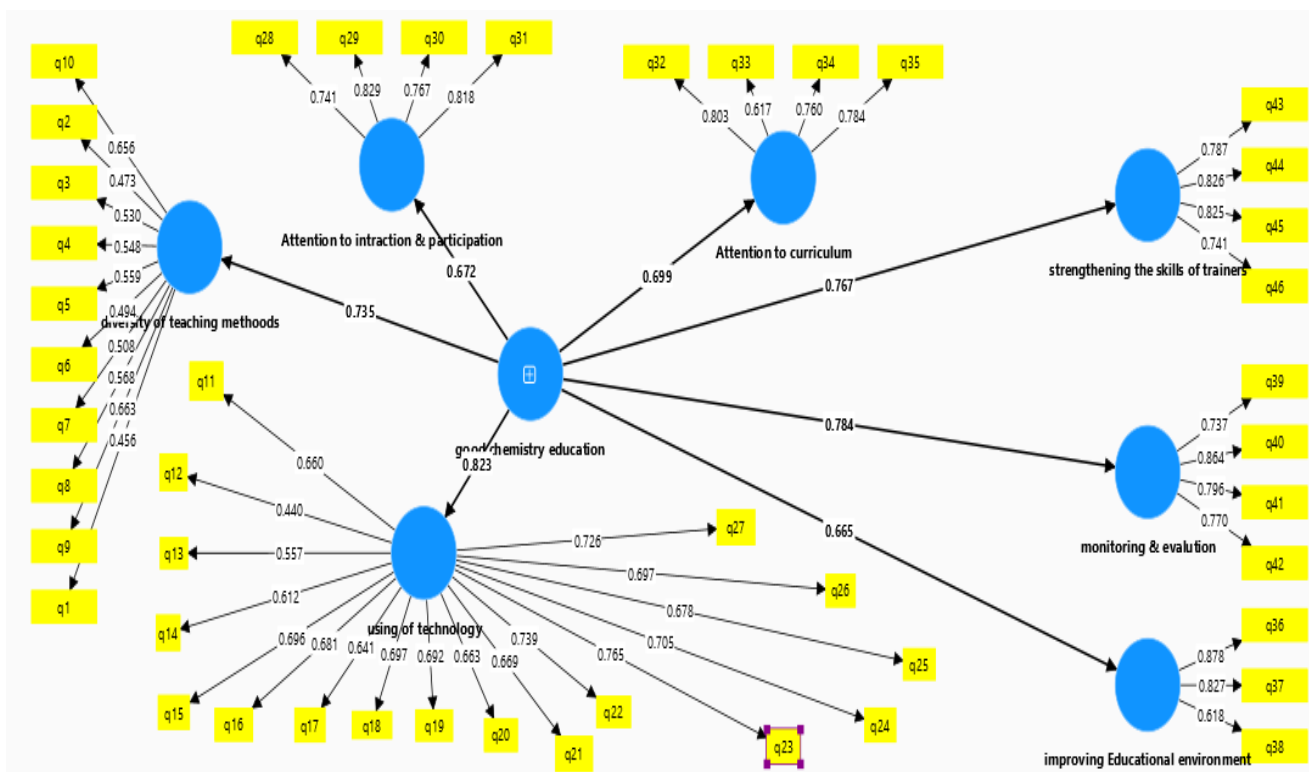 q28
q29
q30
q31
q32
q33
q34
q35
q10
q2
q3
q4
q5
q6
q7
q8
q9
q1
0.656
0.473
0.530
0.548
0.559
0.494
0.508
0.568
0.663
0.456
diversity of teaching methoods
0.741
0.829
0.767
0.818
Attention to intraction & participation
0.803
0.617
0.760
0.784
Attention to curriculum
q43
q44
q45
q46
0.787
0.826
0.825
0.741
strengthening the skills of trainers
0.735
0.672
0.699
0.767
0.784
0.665
0.823
good chemistry education
q39
q40
q41
q42
0.737
0.864
0.796
0.770
monitoring & evalution
q36
q37
q38
0.878
0.827
0.618
improving Educational environment
q11
q12
q13
q14
q15
q16
q17
q18
q19
q20
q21
q22
q23
q24
q25
q26
q27
0.660
0.440
0.557
0.612
0.696
0.681
0.641
0.697
0.692
0.663
0.669
0.739
0.765
0.705
0.678
0.697
0.726
using of technology